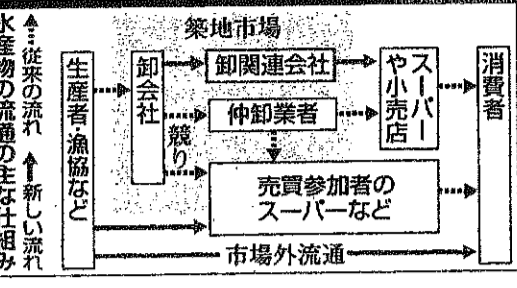 水産物の流通の主な仕組み
従来の流れ
新しい流れ
築地市場
生産者・漁協など
卸会社
競り
卸関連会社
仲卸業者
スーパー
や小売店
売買参加者の
スーパーなど
市場外流通
消費者